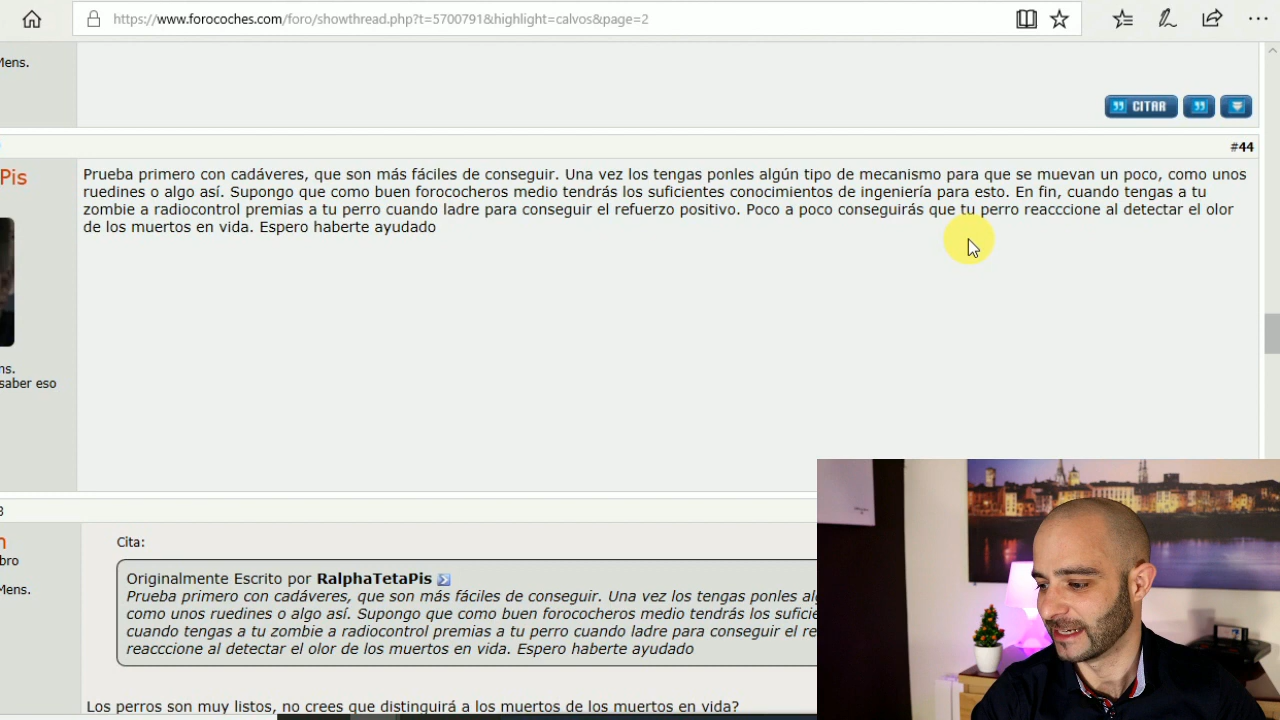 https://www.forocoches.com/foro/showthread.php?t=5700791&highlight=calvos&page=2
Mens.
CITAR
#44
Pis
Prueba primero con cadáveres, que son más fáciles de conseguir. Una vez los tengas ponles algún tipo de mecanismo para que se muevan un poco, como unos
ruedines o algo así. Supongo que como buen forocochero medio tendrás los suficientes conocimientos de ingeniería para esto. En fin, cuando tengas a tu
zombie a radiocontrol premias a tu perro cuando ladre para conseguir el refuerzo positivo. Poco a poco conseguirás que tu perro reacccione al detectar el olor
de los muertos en vida. Espero haberte ayudado
ns.
saber eso
3
n
bro
Mens.
Cita:
Originalmente Escrito por RalphaTetaPis
Prueba primero con cadáveres, que son más fáciles de conseguir. Una vez los tengas ponles alg
como unos ruedines o algo así. Supongo que como buen forocochero medio tendrás los sufici
cuando tengas a tu zombie a radiocontrol premias a tu perro cuando ladre para conseguir el re
reacccione al detectar el olor de los muertos en vida. Espero haberte ayudado
Los perros son muy listos, no crees que distinguirá a los muertos de los muertos en vida?